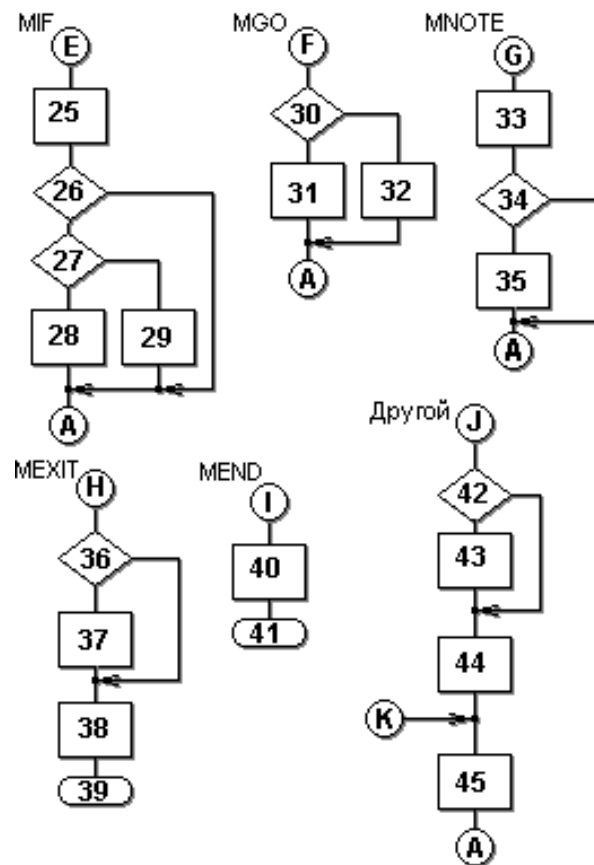 MIF
E
25
26
27
28
29
A
MGO
F
30
31
32
A
MNOTE
G
33
34
35
A
MEXIT
H
36
37
38
39
MEND
I
40
41
Другой
J
42
43
44
K
45
A